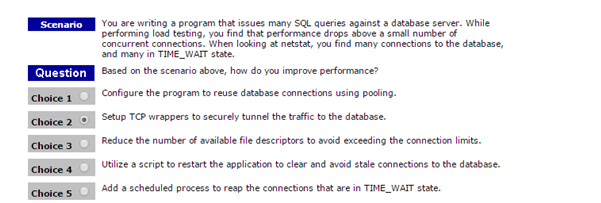 Scenario
You are writing a program that issues many SQL queries against a database server. While
performing load testing, you find that performance drops above a small number of
concurrent connections. When looking at netstat, you find many connections to the database,
and many in TIME_WAIT state.
Question
Based on the scenario above, how do you improve performance?
Choice 1
Configure the program to reuse database connections using pooling.
Choice 2
Setup TCP wrappers to securely tunnel the traffic to the database.
Choice 3
Reduce the number of available file descriptors to avoid exceeding the connection limits.
Choice 4
Utilize a script to restart the application to clear and avoid stale connections to the database.
Choice 5
Add a scheduled process to reap the connections that are in TIME_WAIT state.